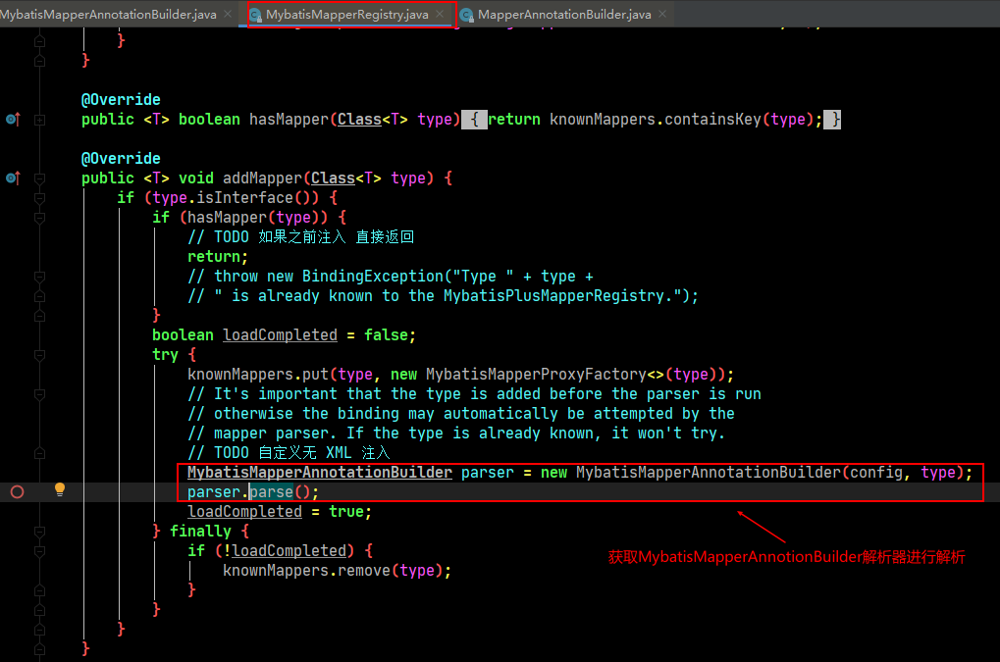 MybatisMapperAnnotationBuilder.java × MybatisMapperRegistry.java × MapperAnnotationBuilder.java ×
}
}
@Override
public <T> boolean hasMapper(Class<T> type) { return knownMappers.containsKey(type); }
@Override
public <T> void addMapper(Class<T> type) {
if (type.isInterface()) {
if (hasMapper(type)) {
// TODO 如果之前注入 直接返回
return;
// throw new BindingException("Type " + type +
// " is already known to the MybatisPlusMapperRegistry.");
}
boolean loadCompleted = false;
try {
knownMappers.put(type, new MybatisMapperProxyFactory<>(type));
// It's important that the type is added before the parser is run
// otherwise the binding may automatically be attempted by the
// mapper parser. If the type is already known, it won't try.
// TODO 自定义无 XML 注入
MybatisMapperAnnotationBuilder parser = new MybatisMapperAnnotationBuilder(config, type);
parser.parse();
loadCompleted = true;
} finally {
if (!loadCompleted) {
knownMappers.remove(type);
}
}
}
}
获取MybatisMapperAnnotionBuilder解析器进行解析